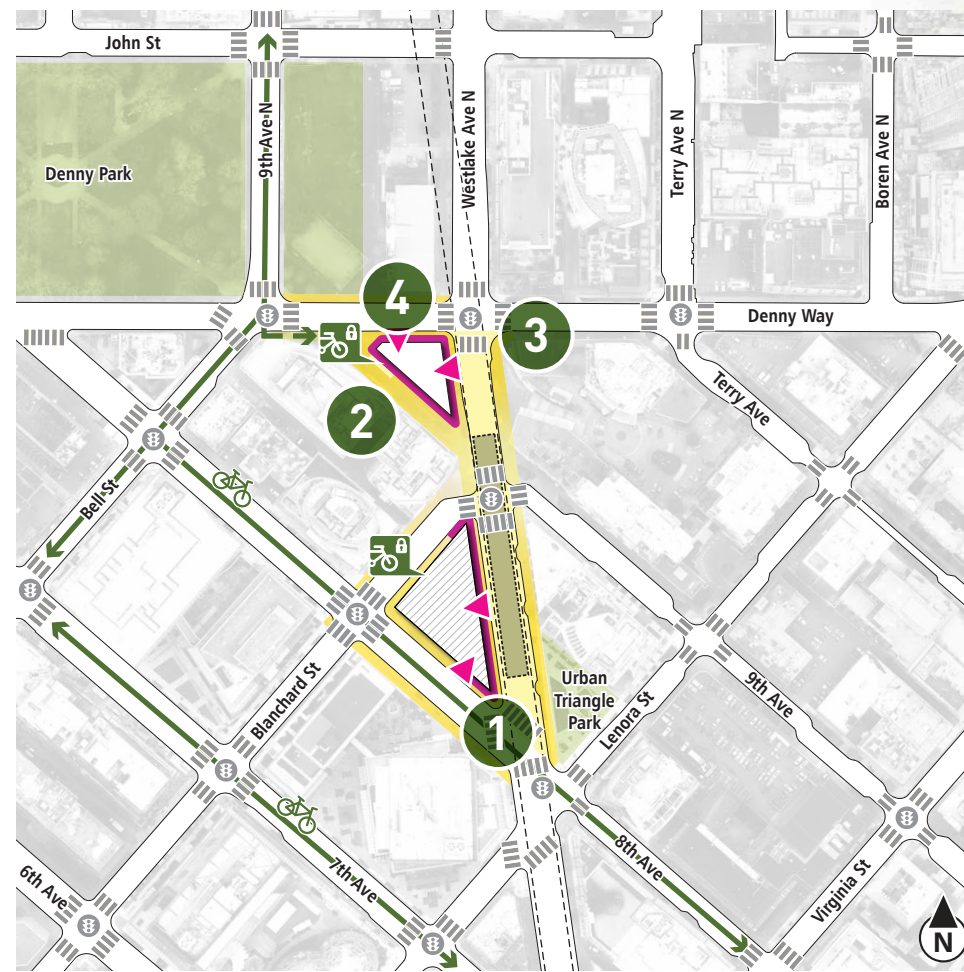 John St
9th Ave N
Westlake Ave N
Terry Ave N
Boren Ave N
Denny Park
4
3
Denny Way
2
Terry Ave
Bell St
Urban
Triangle
Park
Blanchard St
Lenora St
9th Ave
1
6th Ave
7th Ave
8th Ave
Virginia St
N